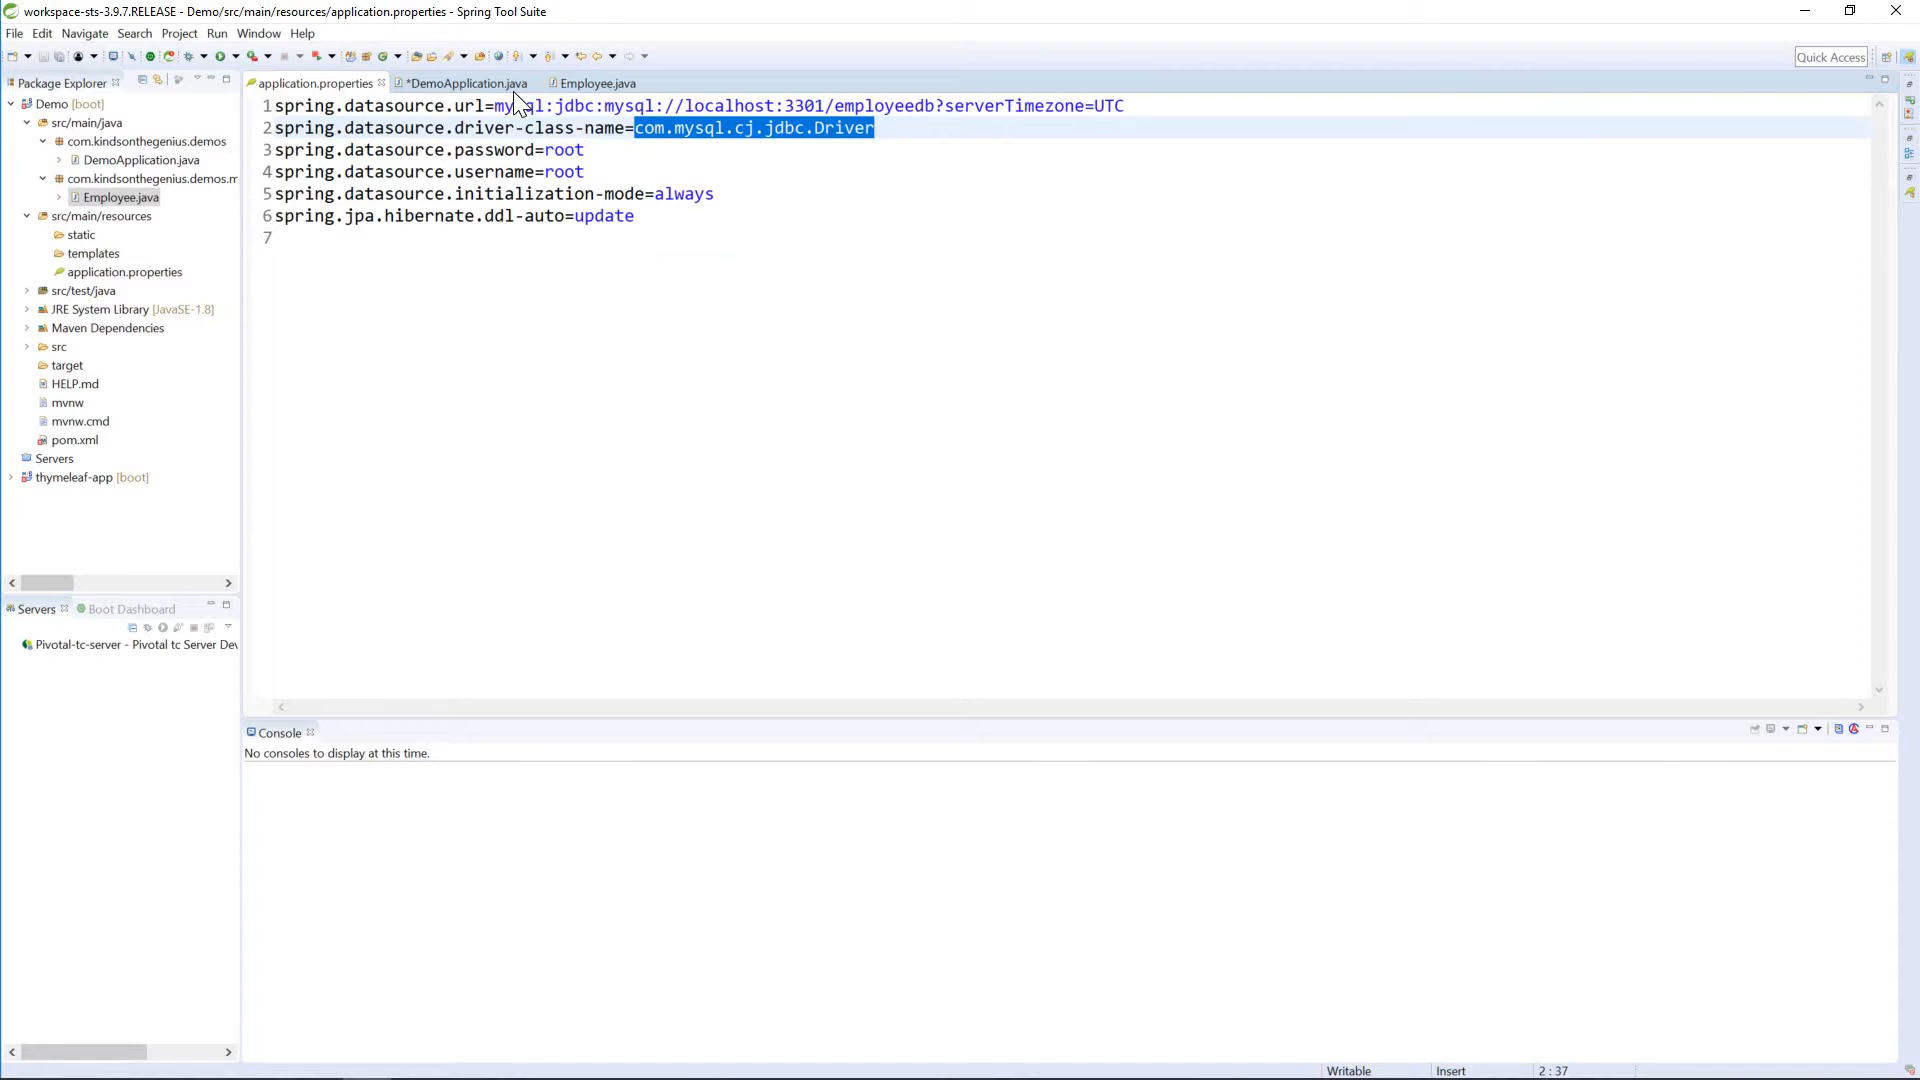 workspace-sts-3.9.7.RELEASE - Demo/src/main/resources/application.properties - Spring Tool Suite
File Edit Navigate Search Project Run Window Help
Quick Access
Package Explorer
application.properties *DemoApplication.java Employee.java
Demo [boot]
src/main/java
com.kindsonthegenius.demos
DemoApplication.java
com.kindsonthegenius.demos.m
Employee.java
src/main/resources
static
templates
application.properties
src/test/java
JRE System Library [JavaSE-1.8]
Maven Dependencies
src
target
HELP.md
mvnw
mvnw.cmd
pom.xml
Servers
thymeleaf-app [boot]
1 spring.datasource.url=mysql:jdbc:mysql://localhost:3301/employeedb?serverTimezone=UTC
2 spring.datasource.driver-class-name=com.mysql.cj.jdbc.Driver
3 spring.datasource.password=root
4 spring.datasource.username=root
5 spring.datasource.initialization-mode=always
6 spring.jpa.hibernate.ddl-auto=update
7
Servers Boot Dashboard
Pivotal-tc-server - Pivotal tc Server Dev
Console
No consoles to display at this time.
Writable Insert 2 : 37